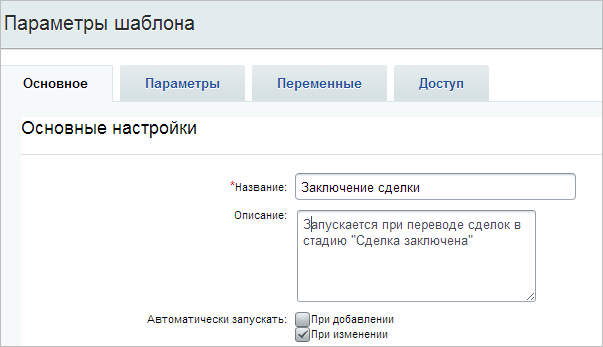 Параметры шаблона
Основное Параметры Переменные Доступ
Основные настройки
*Название: Заключение сделки
Описание: Запускается при переводе сделок в
стадию "Сделка заключена"
Автоматически запускать: При добавлении
При изменении